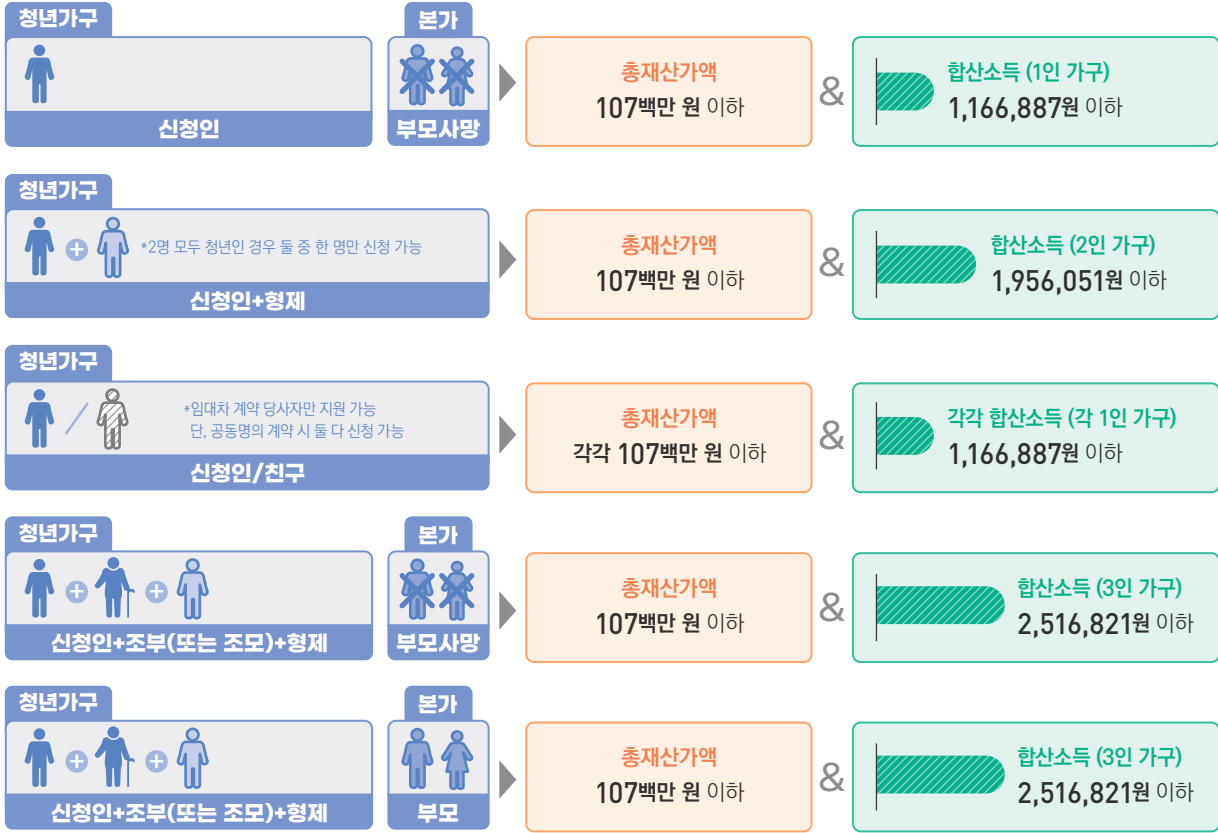 청년가구
본가
신청인
부모사망
총재산가액
107백만 원 이하
&
합산소득 (1인 가구)
1,166,887원 이하
청년가구
*2명 모두 청년인 경우 둘 중 한 명만 신청 가능
신청인+형제
총재산가액
107백만 원 이하
&
합산소득 (2인 가구)
1,956,051원 이하
청년가구
*임대차 계약 당사자만 지원 가능
단, 공동명의 계약 시 둘 다 신청 가능
신청인/친구
총재산가액
각각 107백만 원 이하
&
각각 합산소득 (각 1인 가구)
1,166,887원 이하
청년가구
본가
신청인+조부(또는 조모)+형제
부모사망
총재산가액
107백만 원 이하
&
합산소득 (3인 가구)
2,516,821원 이하
청년가구
본가
신청인+조부(또는 조모)+형제
부모
총재산가액
107백만 원 이하
&
합산소득 (3인 가구)
2,516,821원 이하